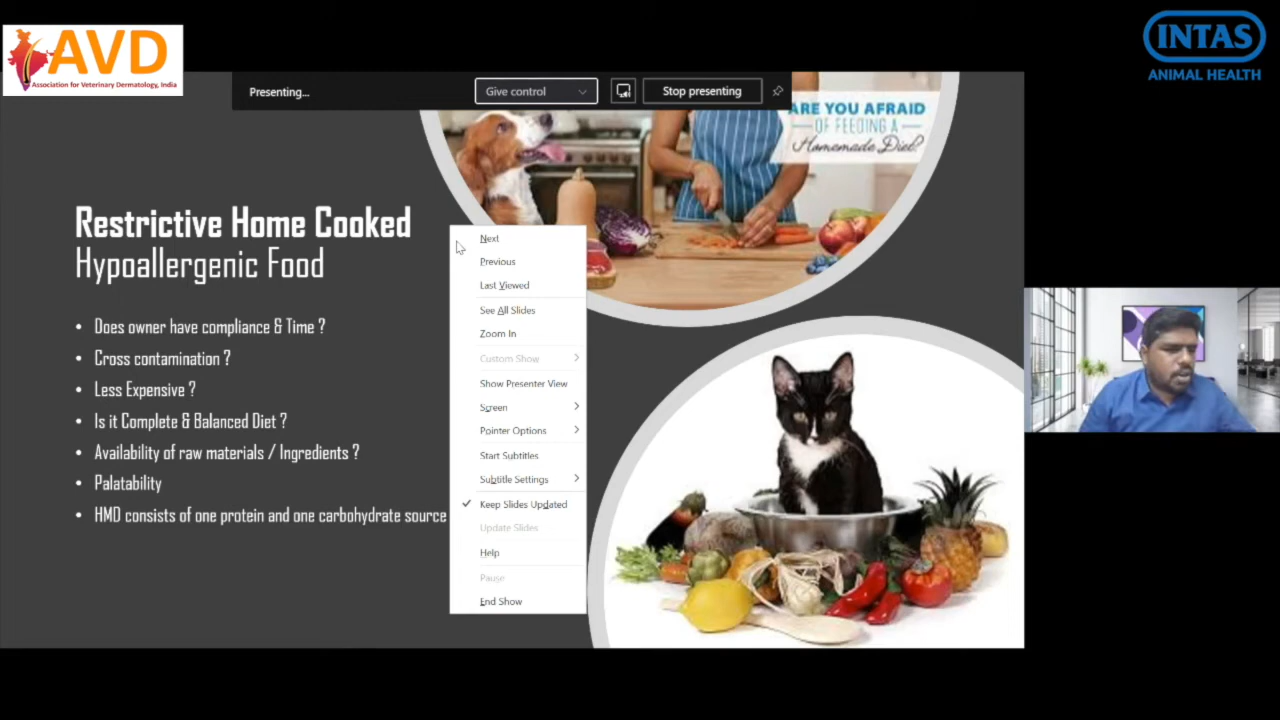 AVD
Association for Veterinary Dermatology, India
INTAS
ANIMAL HEALTH
Presenting...
Give control
Stop presenting
ARE YOU AFRAID
OF FEEDING A
Homemade Diet?
Restrictive Home Cooked
Hypoallergenic Food
• Does owner have compliance & Time ?
• Cross contamination ?
• Less Expensive ?
• Is it Complete & Balanced Diet ?
• Availability of raw materials / Ingredients ?
• Palatability
• HMD consists of one protein and one carbohydrate source
Next
Previous
Last Viewed
See All Slides
Zoom In
Custom Show
Show Presenter View
Screen
Pointer Options
Start Subtitles
Subtitle Settings
Keep Slides Updated
Update Slides
Help
Pause
End Show